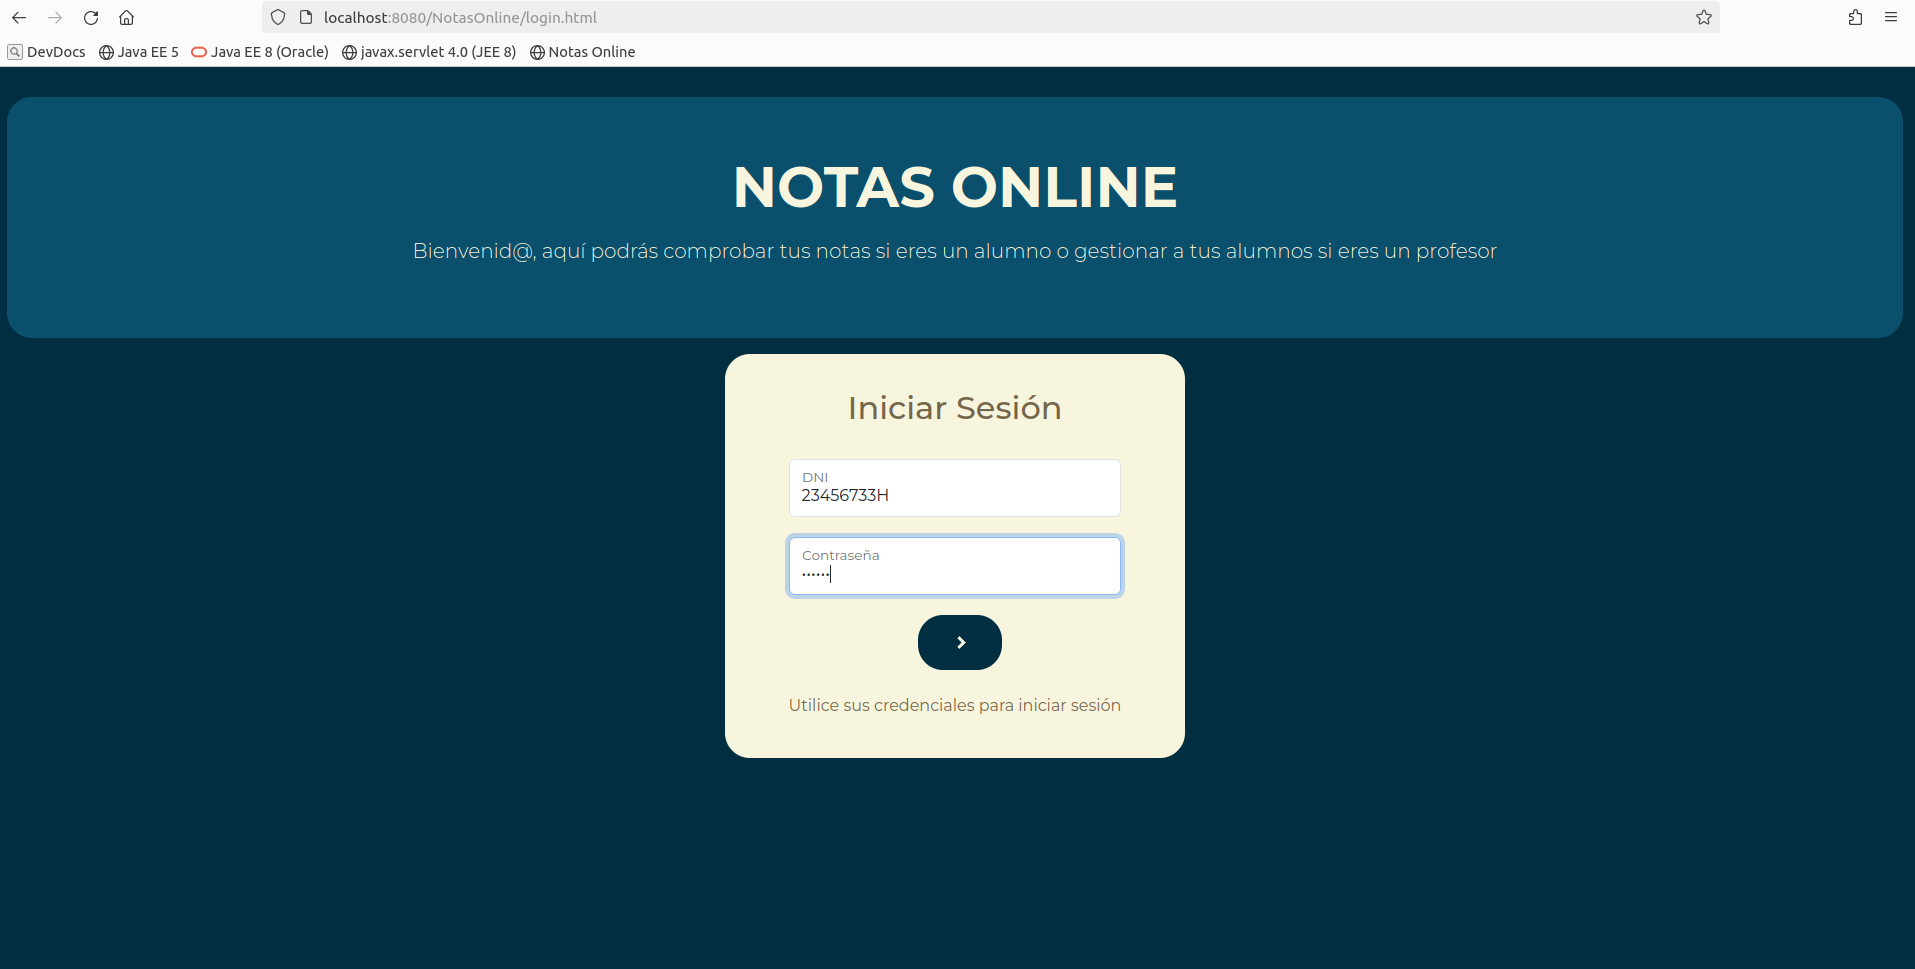 localhost:8080/NotasOnline/login.html
DevDocs Java EE 5 Java EE 8 (Oracle) javax.servlet 4.0 (JEE 8) Notas Online
NOTAS ONLINE
Bienvenid@, aquí podrás comprobar tus notas si eres un alumno o gestionar a tus alumnos si eres un profesor
Iniciar Sesión
DNI
23456733H
Contraseña
••••••
Utilice sus credenciales para iniciar sesión